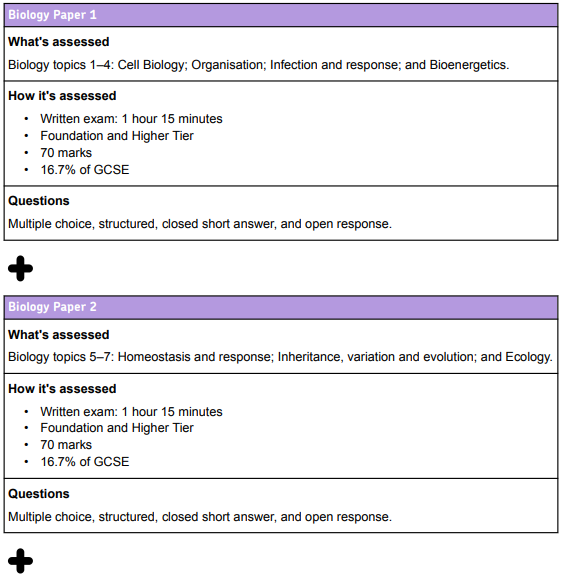 Biology Paper 1
What's assessed
Biology topics 1–4: Cell Biology; Organisation; Infection and response; and Bioenergetics.
How it's assessed
• Written exam: 1 hour 15 minutes
• Foundation and Higher Tier
• 70 marks
• 16.7% of GCSE
Questions
Multiple choice, structured, closed short answer, and open response.
+
Biology Paper 2
What's assessed
Biology topics 5–7: Homeostasis and response; Inheritance, variation and evolution; and Ecology.
How it's assessed
• Written exam: 1 hour 15 minutes
• Foundation and Higher Tier
• 70 marks
• 16.7% of GCSE
Questions
Multiple choice, structured, closed short answer, and open response.
+